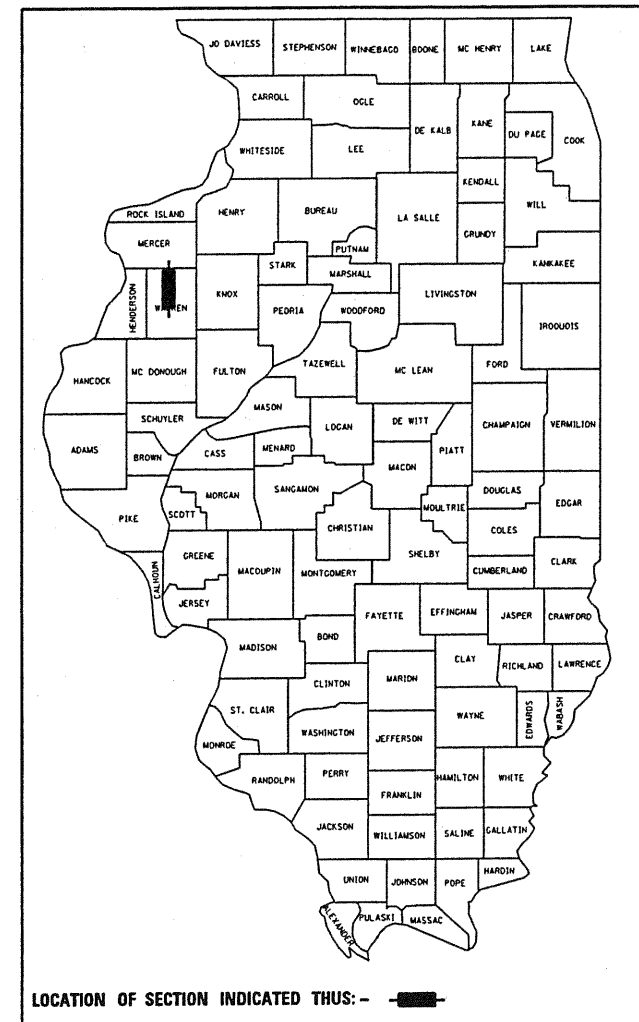 JO DAVIESS STEPHENSON WINNEBAGO BOONE MC HENRY LAKE
CARROLL OGLE
DE KALB KANE DU PAGE COOK
WHITESIDE LEE
KENDALL WILL
ROCK ISLAND HENRY BUREAU LA SALLE
GRUNDY
MERCER PUTNAM
STARK MARSHALL KANKAKEE
HENDERSON KNOX PEORIA WOODFORD LIVINGSTON IROQUOIS
HANCOCK MC DONOUGH FULTON TAZEWELL MC LEAN FORD
MASON
SCHUYLER LOGAN DE WITT CHAMPAIGN VERMILION
ADAMS BROWN CASS MENARD MACON PIATT
MORGAN SANGAMON DOUGLAS EDGAR
PIKE SCOTT CHRISTIAN MOULTRIE COLES
GREENE MACOUPIN MONTGOMERY SHELBY CUMBERLAND CLARK
CALHOUN JERSEY
FAYETTE EFFINGHAM JASPER CRAWFORD
MADISON BOND CLAY RICHLAND LAWRENCE
CLINTON MARION
ST. CLAIR WAYNE EDWARDS WABASH
WASHINGTON JEFFERSON
MONROE
RANDOLPH PERRY HAMILTON WHITE
FRANKLIN
JACKSON WILLIAMSON SALINE GALLATIN
UNION JOHNSON POPE HARDIN
ALEXANDER PULASKI MASSAC
LOCATION OF SECTION INDICATED THUS: -